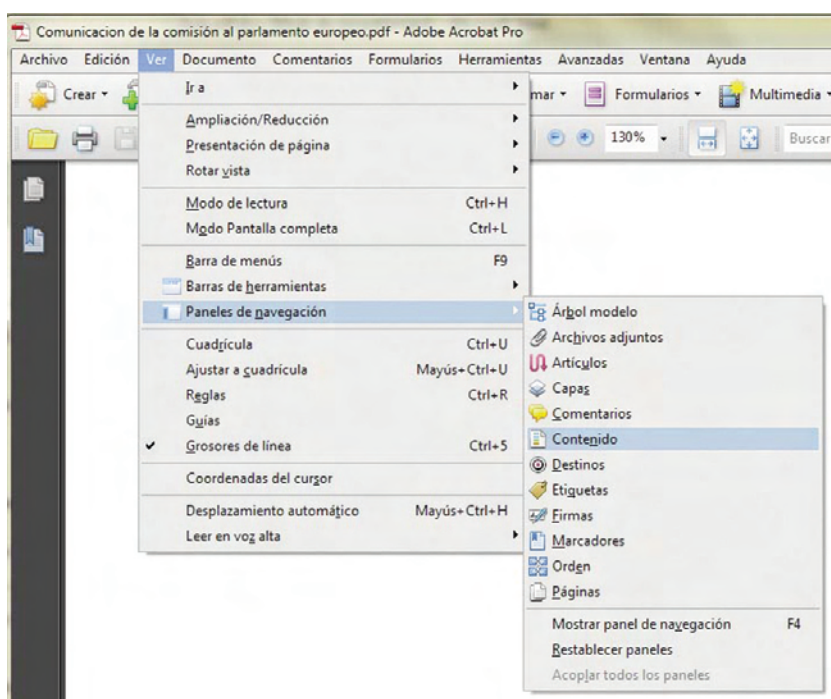 Comunicacion de la comisión al parlamento europeo.pdf - Adobe Acrobat Pro
Archivo Edición Ver Documento Comentarios Formularios Herramientas Avanzadas Ventana Ayuda
Crear mar Formularios Multimedia
130% Buscar
Ir a
Ampliación/Reducción
Presentación de página
Rotar vista
Modo de lectura Ctrl+H
Modo Pantalla completa Ctrl+L
Barra de menús F9
Barras de herramientas
Paneles de navegación
Cuadrícula Ctrl+U
Ajustar a cuadrícula Mayús+Ctrl+U
Reglas Ctrl+R
Guías
Grosores de línea Ctrl+5
Coordenadas del cursor
Desplazamiento automático Mayús+Ctrl+H
Leer en voz alta
Árbol modelo
Archivos adjuntos
Artículos
Capas
Comentarios
Contenido
Destinos
Etiquetas
Firmas
Marcadores
Orden
Páginas
Mostrar panel de navegación F4
Restablecer paneles
Acoplar todos los paneles